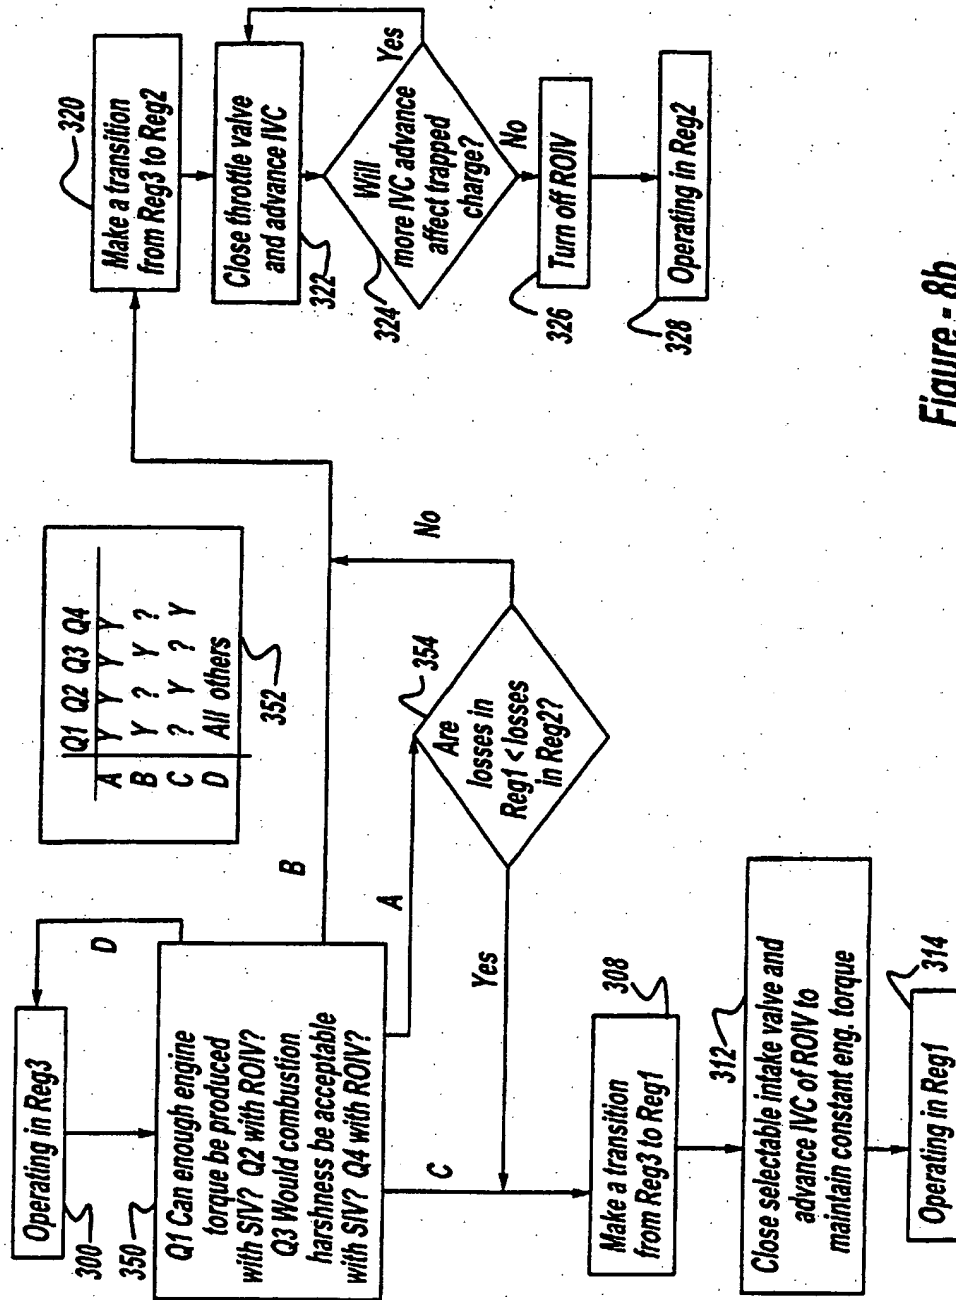 Operating in Reg3
300
D
350
Q1 Can enough engine
torque be produced
with SIV? Q2 with ROIV?
Q3 Would combustion
harshness be acceptable
with SIV? Q4 with ROIV?
Q1 Q2 Q3 Q4
A Y Y Y Y
B Y ? Y ?
C ? Y ? Y
D All others
352
B
A
C
354
Are
losses in
Reg1 < losses
in Reg2?
No
Yes
308
Make a transition
from Reg3 to Reg1
312
Close selectable intake valve and
advance IVC of ROIV to
maintain constant eng. torque
314
Operating in Reg1
320
Make a transition
from Reg3 to Reg2
Close throttle valve
and advance IVC
322
Will
more IVC advance
affect trapped
charge?
324
Yes
No
Turn off ROIV
326
Operating in Reg2
328
Figure - 8b